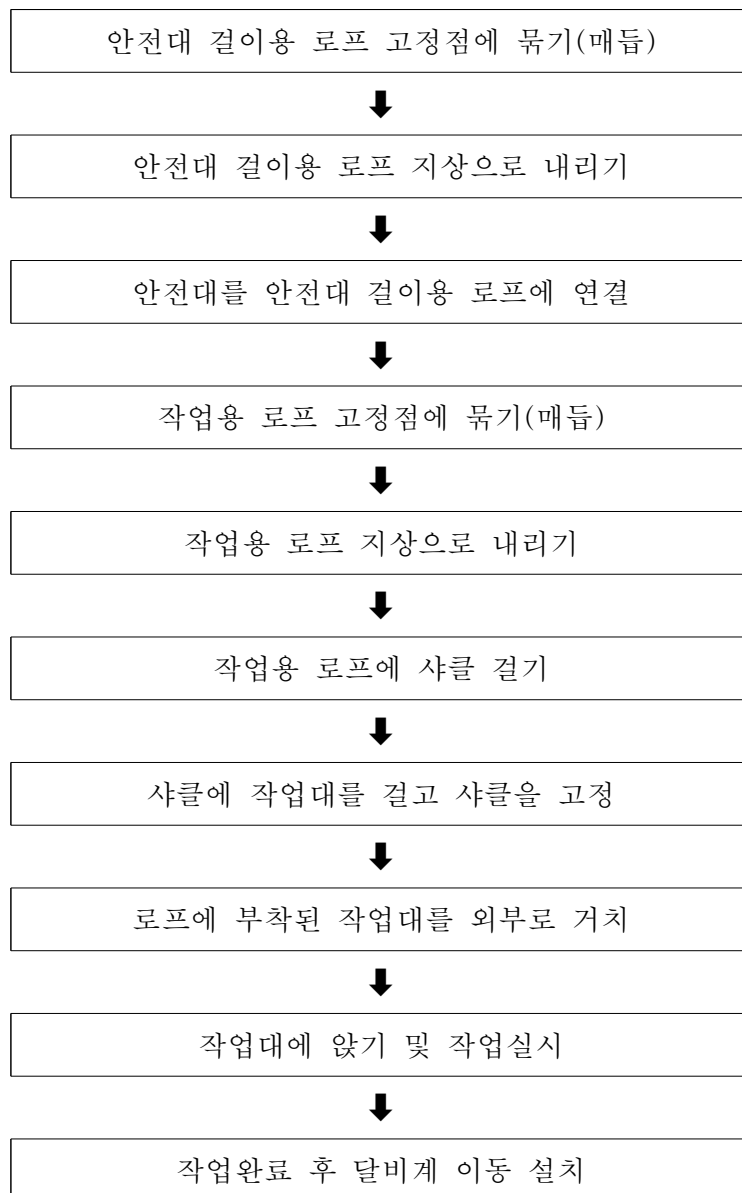 안전대 걸이용 로프 고정점에 묶기(매듭)
안전대 걸이용 로프 지상으로 내리기
안전대를 안전대 걸이용 로프에 연결
작업용 로프 고정점에 묶기(매듭)
작업용 로프 지상으로 내리기
작업용 로프에 샤클 걸기
샤클에 작업대를 걸고 샤클을 고정
로프에 부착된 작업대를 외부로 거치
작업대에 앉기 및 작업실시
작업완료 후 달비계 이동 설치